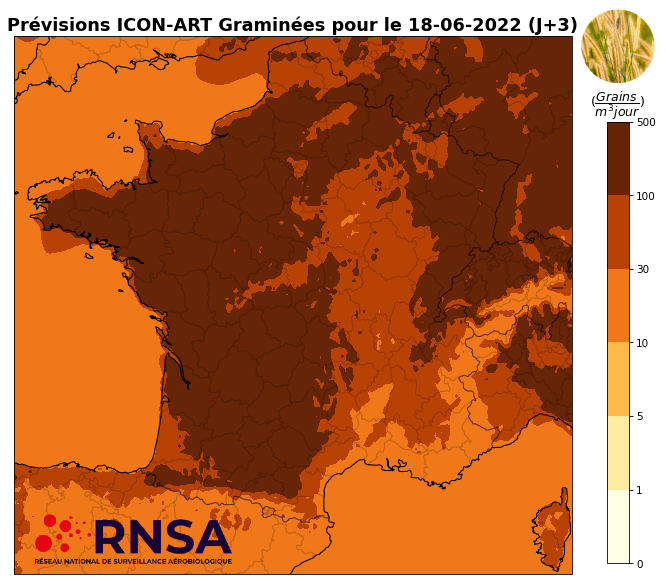 Prévisions ICON-ART Graminées pour le 18-06-2022 (J+3)
(Grains / m³jour)
500
100
30
10
5
1
0
RNSA
RÉSEAU NATIONAL DE SURVEILLANCE AÉROBIOLOGIQUE